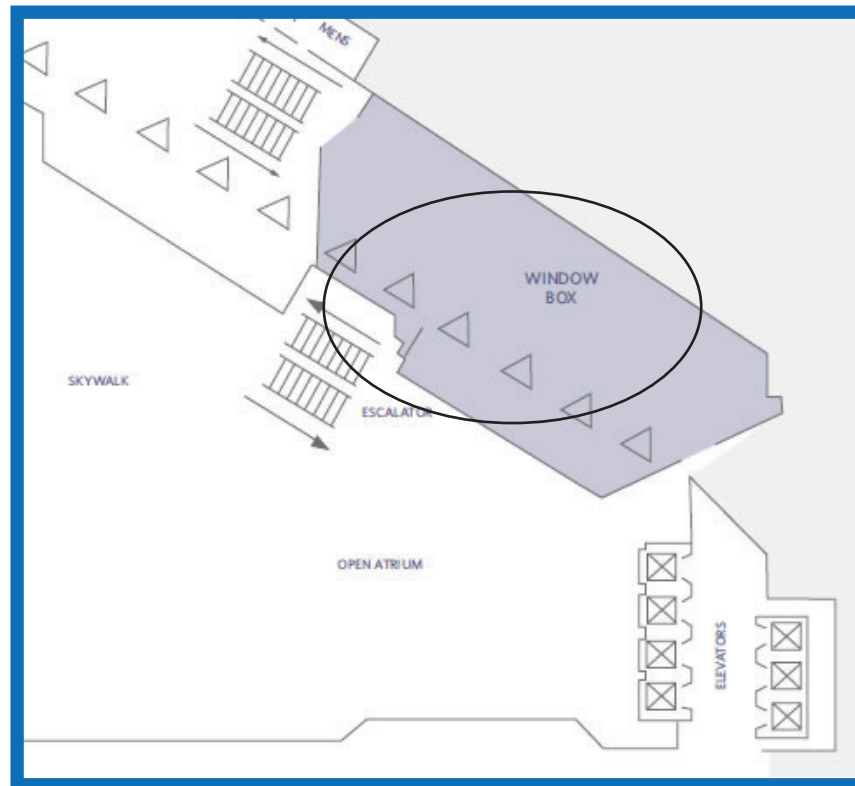 MENS
WINDOW
BOX
SKYWALK
ESCALATOR
OPEN ATRIUM
ELEVATORS